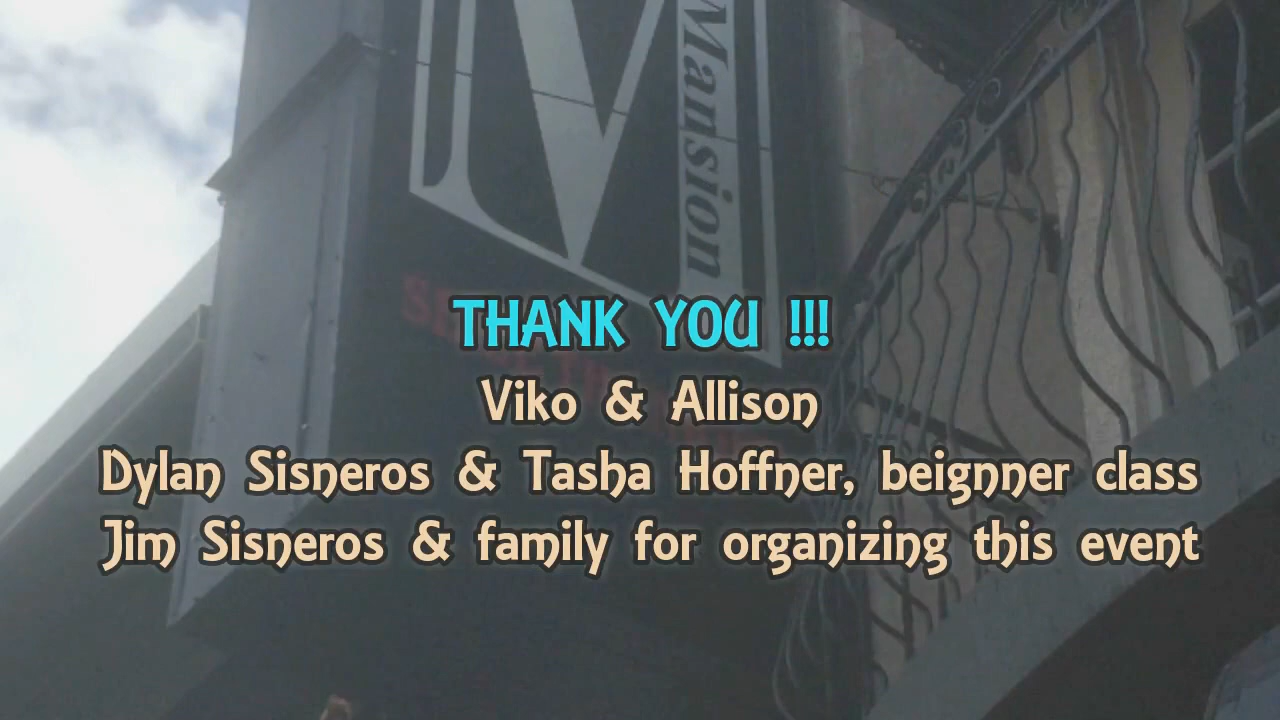 V
Mansion
THANK YOU !!!
Viko & Allison
Dylan Sisneros & Tasha Hoffner, beignner class
Jim Sisneros & family for organizing this event